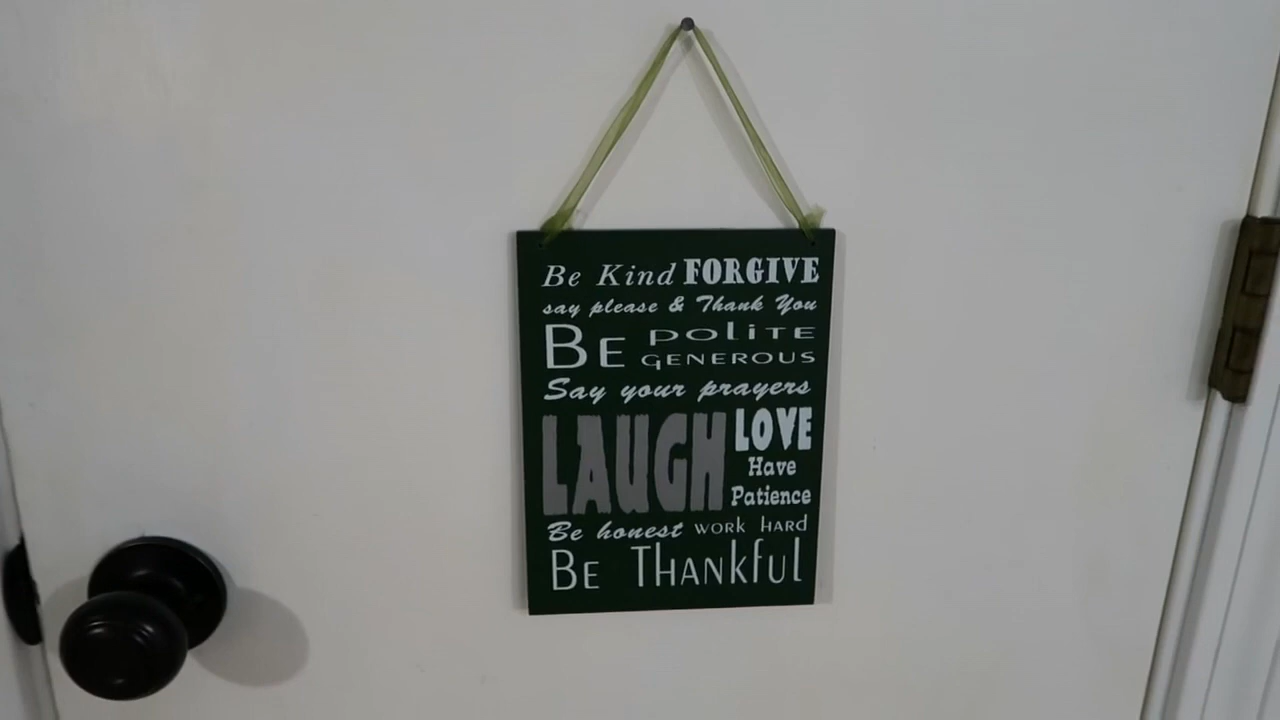 Be Kind FORGIVE
say please & Thank You
BE POLITE
GENEROUS
Say your prayers
LAUGH LOVE
Have
Patience
Be honest WORK HARD
BE THANKFUL